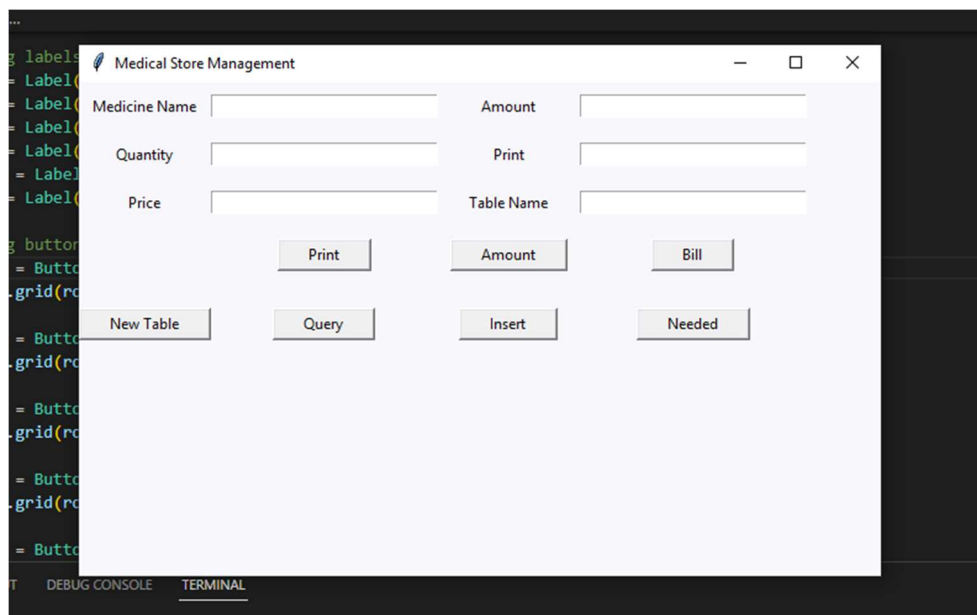 ...
g labels
= Label(
= Label(
= Label(
= Label(
= Label
= Label(
g button
= Butto
.grid(ro
= Butto
.grid(ro
= Butto
.grid(ro
= Butto
.grid(ro
= Butto
Medical Store Management
Medicine Name Amount
Quantity Print
Price Table Name
Print Amount Bill
New Table Query Insert Needed
DEBUG CONSOLE TERMINAL